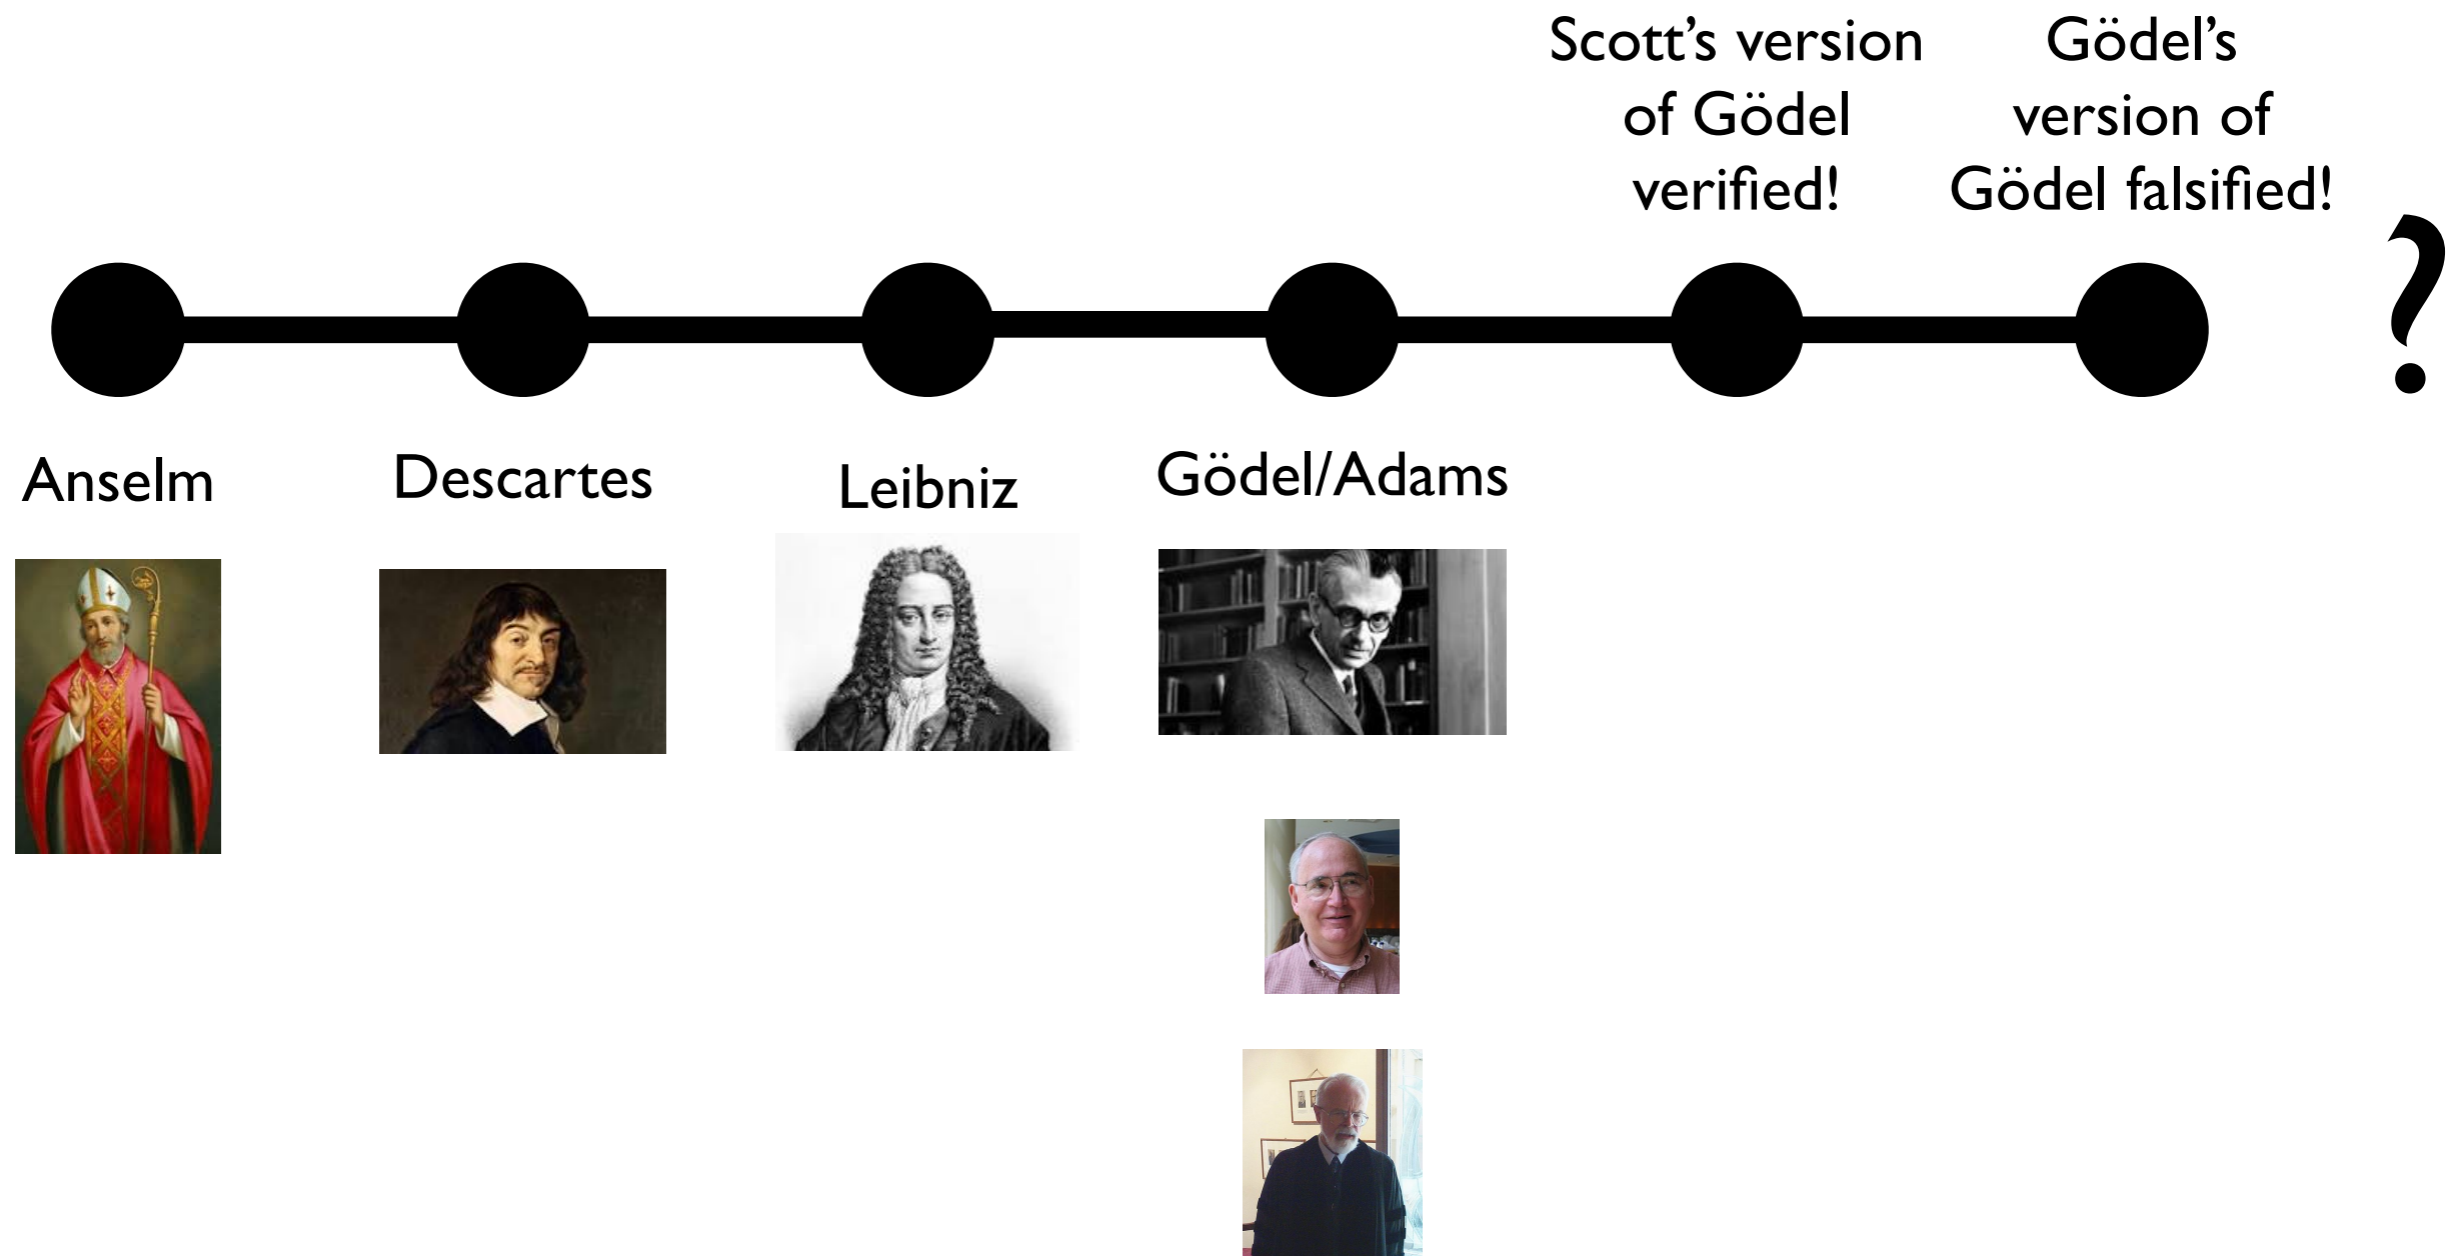 Scott’s version
of Gödel
verified!
Gödel’s
version of
Gödel falsified!
?
Anselm
Descartes
Leibniz
Gödel/Adams